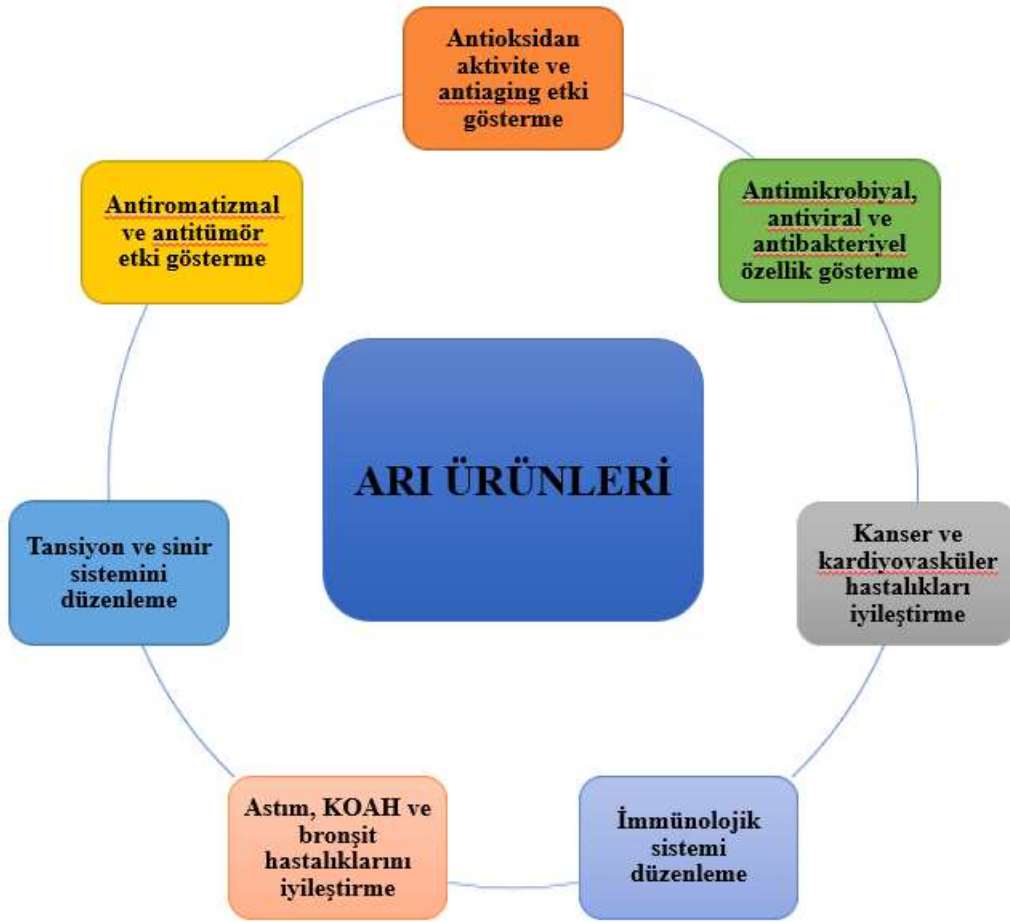 Antioksidan
aktivite ve
antiaging etki
gösterme
Antimikrobiyal,
antiviral ve
antibakteriyel
özellik gösterme
Kanser ve
kardiyovasküler
hastalıkları
iyileştirme
İmmünolojik
sistemi
düzenleme
Astım, KOAH ve
bronşit
hastalıklarını
iyileştirme
Tansiyon ve sinir
sistemini
düzenleme
Antiromatizmal
ve antitümör
etki gösterme
ARI ÜRÜNLERİ